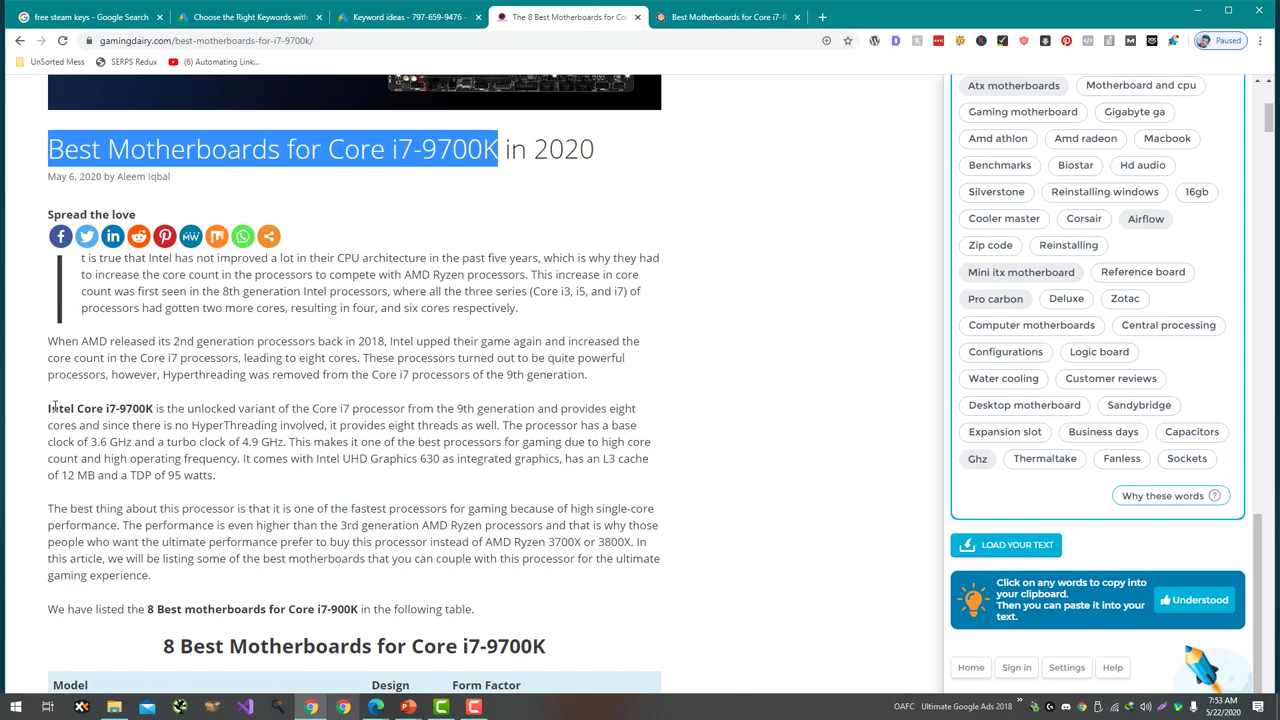 free steam keys - Google Search
Choose the Right Keywords with
Keyword ideas - 797-659-9476 -
The 8 Best Motherboards for Co
Best Motherboards for Core i7-9
gamingdairy.com/best-motherboards-for-i7-9700k/
Paused
UnSorted Mess
SERPS Redux
(6) Automating Link...
Best Motherboards for Core i7-9700K in 2020
May 6, 2020 by Aleem Iqbal
Spread the love
It is true that Intel has not improved a lot in their CPU architecture in the past five years, which is why they had
to increase the core count in the processors to compete with AMD Ryzen processors. This increase in core
count was first seen in the 8th generation Intel processors, where all the three series (Core i3, i5, and i7) of
processors had gotten two more cores, resulting in four, and six cores respectively.
When AMD released its 2nd generation processors back in 2018, Intel upped their game again and increased the
core count in the Core i7 processors, leading to eight cores. These processors turned out to be quite powerful
processors, however, Hyperthreading was removed from the Core i7 processors of the 9th generation.
Intel Core i7-9700K is the unlocked variant of the Core i7 processor from the 9th generation and provides eight
cores and since there is no HyperThreading involved, it provides eight threads as well. The processor has a base
clock of 3.6 GHz and a turbo clock of 4.9 GHz. This makes it one of the best processors for gaming due to high core
count and high operating frequency. It comes with Intel UHD Graphics 630 as integrated graphics, has an L3 cache
of 12 MB and a TDP of 95 watts.
The best thing about this processor is that it is one of the fastest processors for gaming because of high single-core
performance. The performance is even higher than the 3rd generation AMD Ryzen processors and that is why those
people who want the ultimate performance prefer to buy this processor instead of AMD Ryzen 3700X or 3800X. In
this article, we will be listing some of the best motherboards that you can couple with this processor for the ultimate
gaming experience.
We have listed the 8 Best motherboards for Core i7-900K in the following table.
8 Best Motherboards for Core i7-9700K
Model Design Form Factor
Atx motherboards Motherboard and cpu
Gaming motherboard Gigabyte ga
Amd athlon Amd radeon Macbook
Benchmarks Biostar Hd audio
Silverstone Reinstalling windows 16gb
Cooler master Corsair Airflow
Zip code Reinstalling
Mini itx motherboard Reference board
Pro carbon Deluxe Zotac
Computer motherboards Central processing
Configurations Logic board
Water cooling Customer reviews
Desktop motherboard Sandybridge
Expansion slot Business days Capacitors
Ghz Thermaltake Fanless Sockets
Why these words ?
LOAD YOUR TEXT
Click on any words to copy into
your clipboard.
Then you can paste it into your
text.
Understood
Home Sign in Settings Help
OAFC Ultimate Google Ads 2018
7:53 AM
5/22/2020